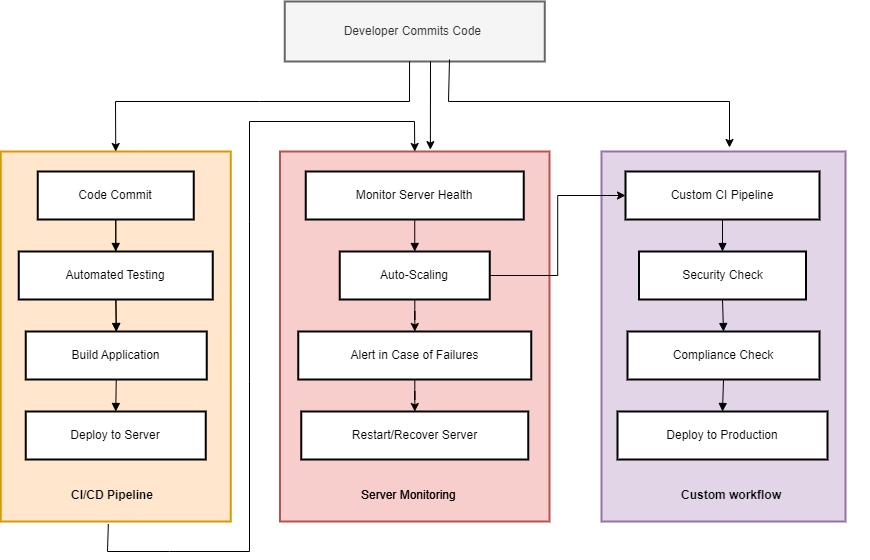 Developer Commits Code
Code Commit
Automated Testing
Build Application
Deploy to Server
CI/CD Pipeline
Monitor Server Health
Auto-Scaling
Alert in Case of Failures
Restart/Recover Server
Server Monitoring
Custom CI Pipeline
Security Check
Compliance Check
Deploy to Production
Custom workflow